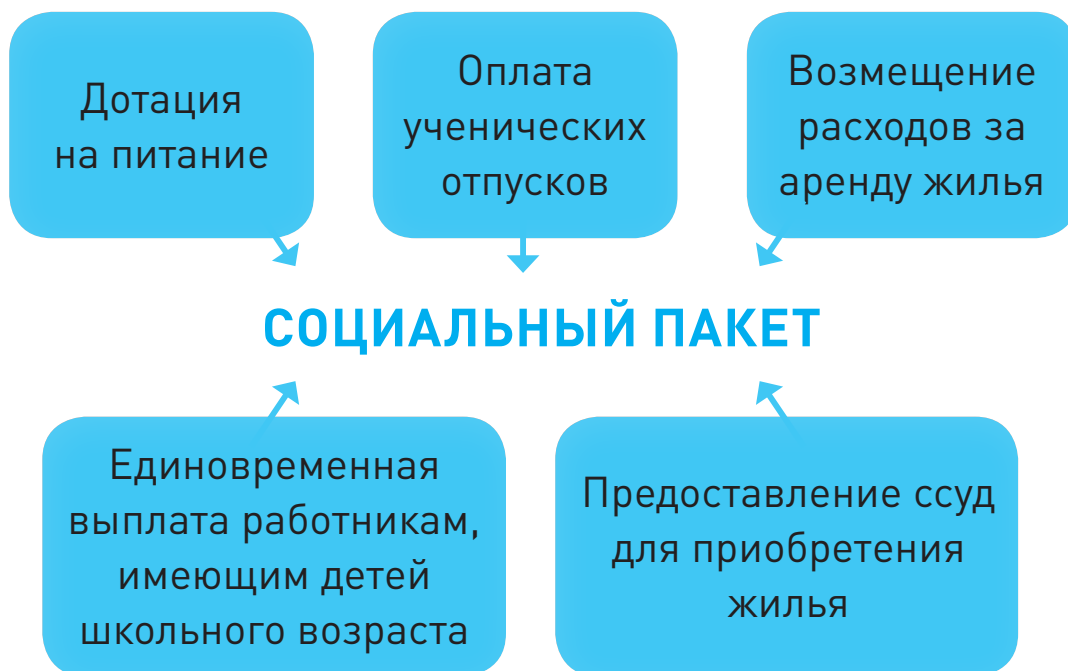 Дотация
на питание
Оплата
ученических
отпусков
Возмещение
расходов за
аренду жилья
СОЦИАЛЬНЫЙ ПАКЕТ
Единовременная
выплата работникам,
имеющим детей
школьного возраста
Предоставление ссуд
для приобретения
жилья